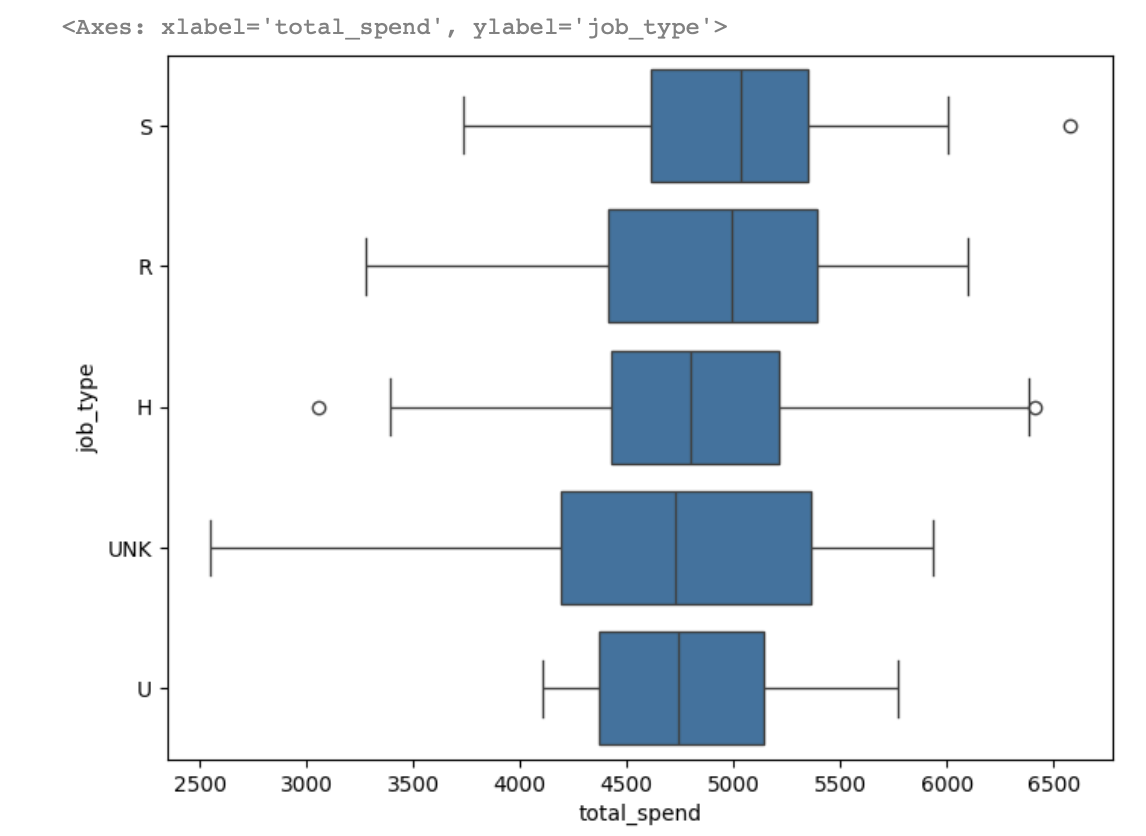 <Axes: xlabel='total_spend', ylabel='job_type'>
S
R
H
UNK
U
job_type
2500 3000 3500 4000 4500 5000 5500 6000 6500
total_spend